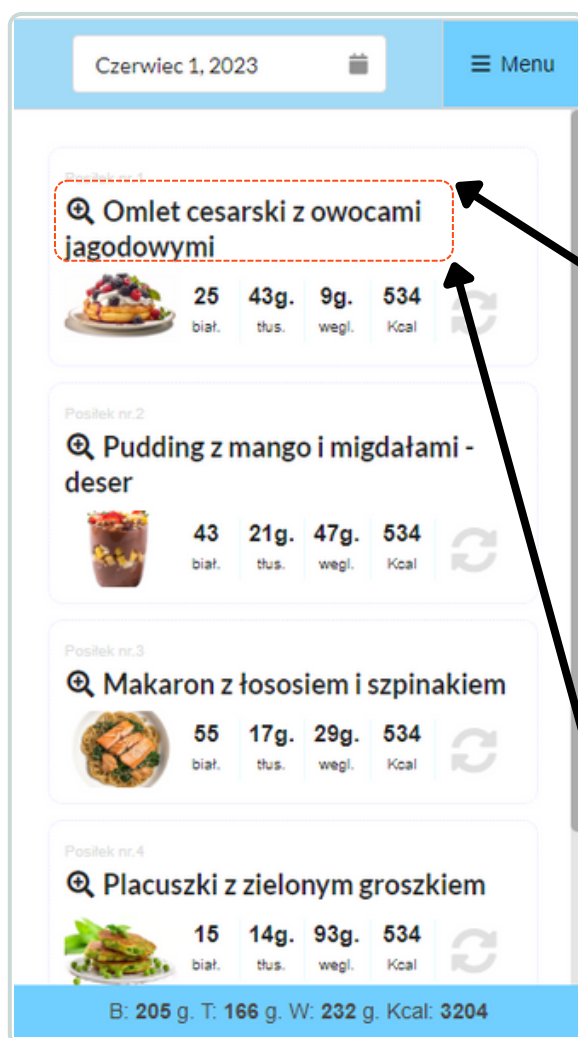 Czerwiec 1, 2023
Menu
Posiłek nr.1
Omlet cesarski z owocami
jagodowymi
25 43g. 9g. 534
biał. tłus. wegl. Kcal
Posiłek nr.2
Pudding z mango i migdałami -
deser
43 21g. 47g. 534
biał. tłus. wegl. Kcal
Posiłek nr.3
Makaron z łososiem i szpinakiem
55 17g. 29g. 534
biał. tłus. wegl. Kcal
Posiłek nr.4
Placuszki z zielonym groszkiem
15 14g. 93g. 534
biał. tłus. wegl. Kcal
B: 205 g. T: 166 g. W: 232 g. Kcal: 3204